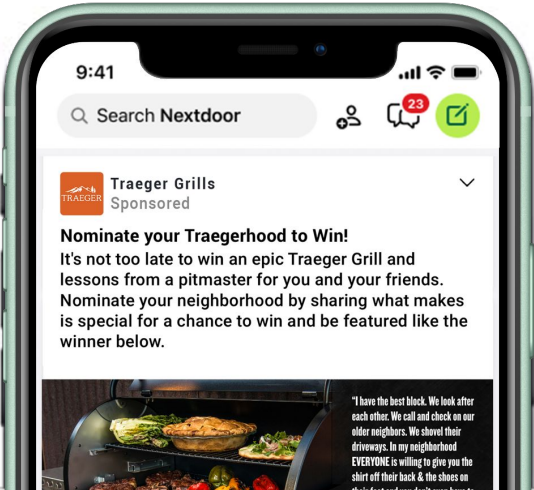 9:41
Search Nextdoor
23
TRAEGER
Traeger Grills
Sponsored
Nominate your Traegerhood to Win!
It's not too late to win an epic Traeger Grill and
lessons from a pitmaster for you and your friends.
Nominate your neighborhood by sharing what makes
is special for a chance to win and be featured like the
winner below.
"I have the best block. We look after
each other. We call and check on our
older neighbors. We shovel their
driveways. In my neighborhood
EVERYONE is willing to give you the
shirt off their back & the shoes on